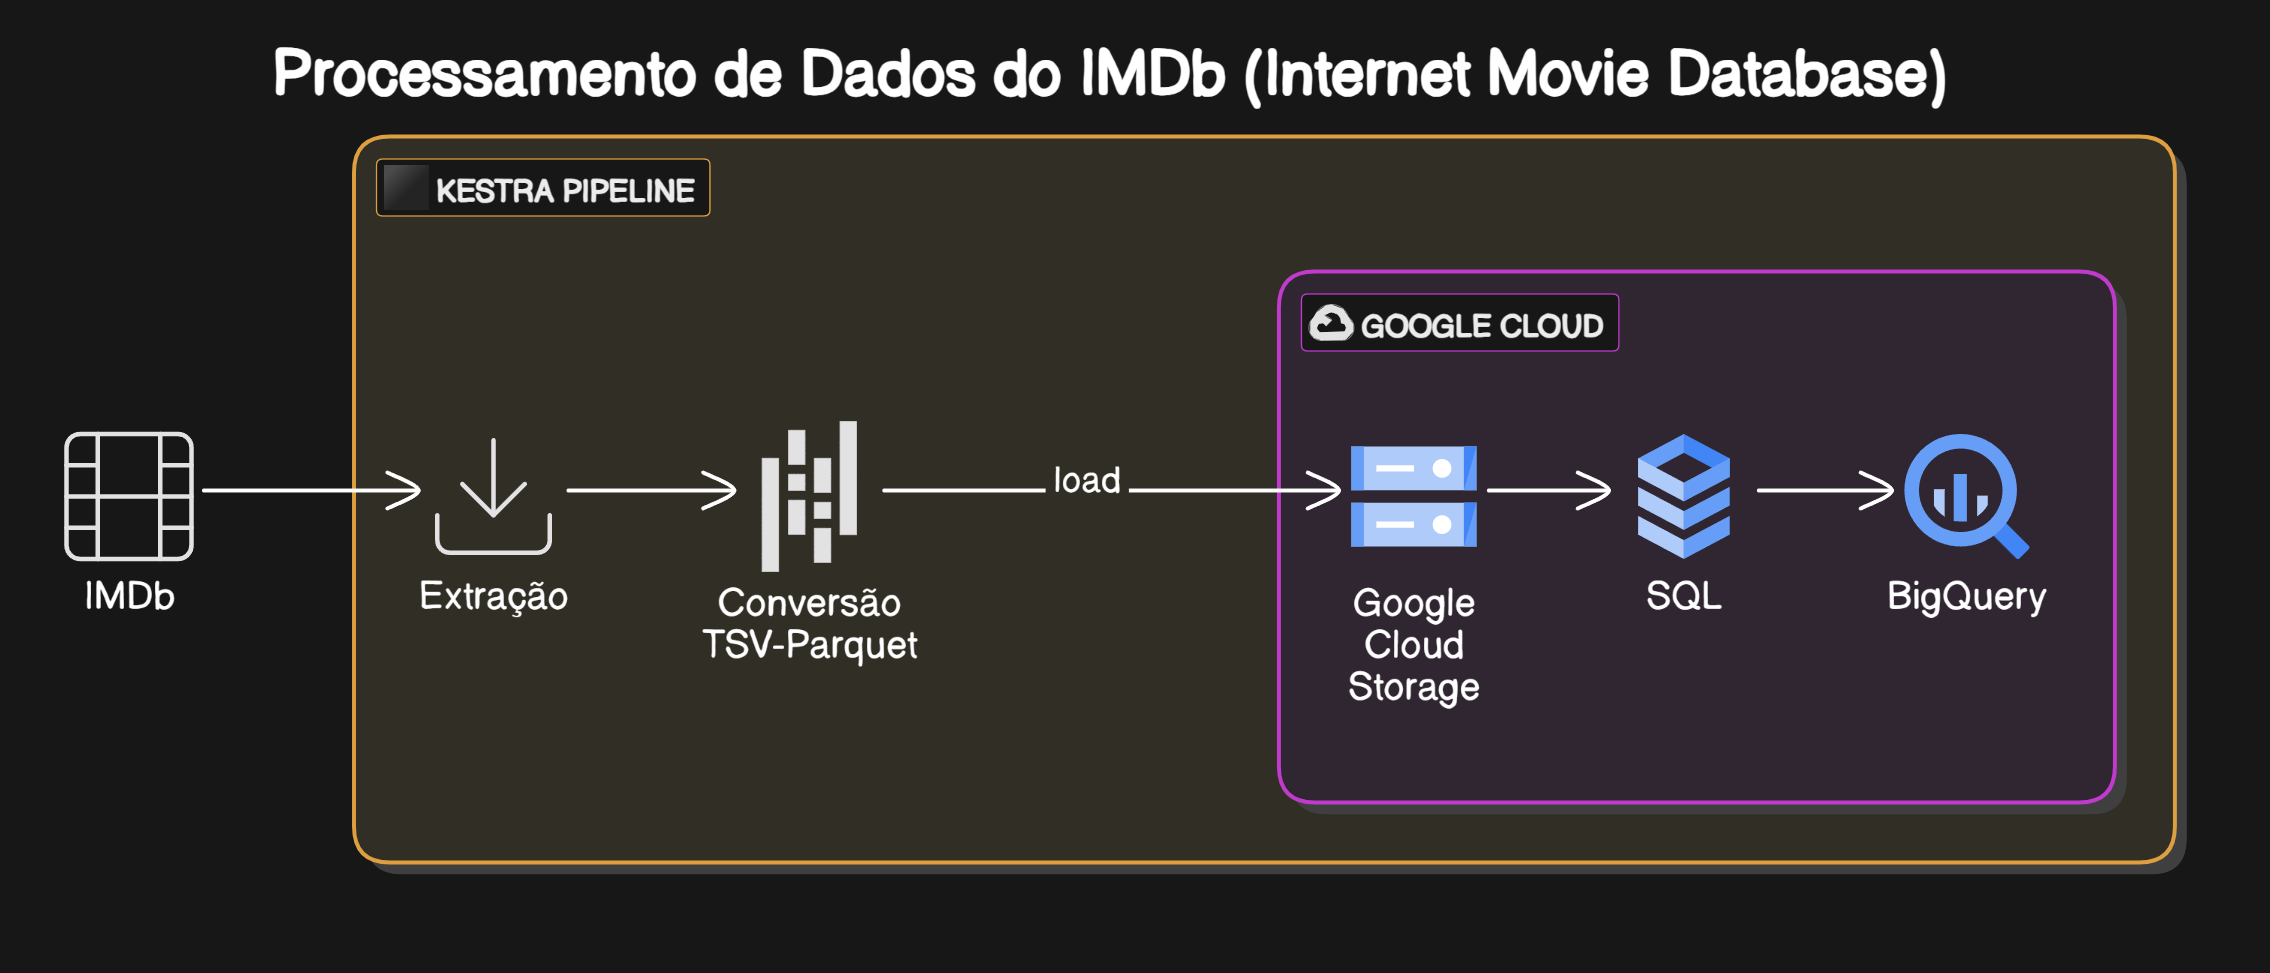 Processamento de Dados do IMDb (Internet Movie Database)
KESTRA PIPELINE
GOOGLE CLOUD
load
IMDb
Extração
Conversão
TSV-Parquet
Google
Cloud
Storage
SQL
BigQuery